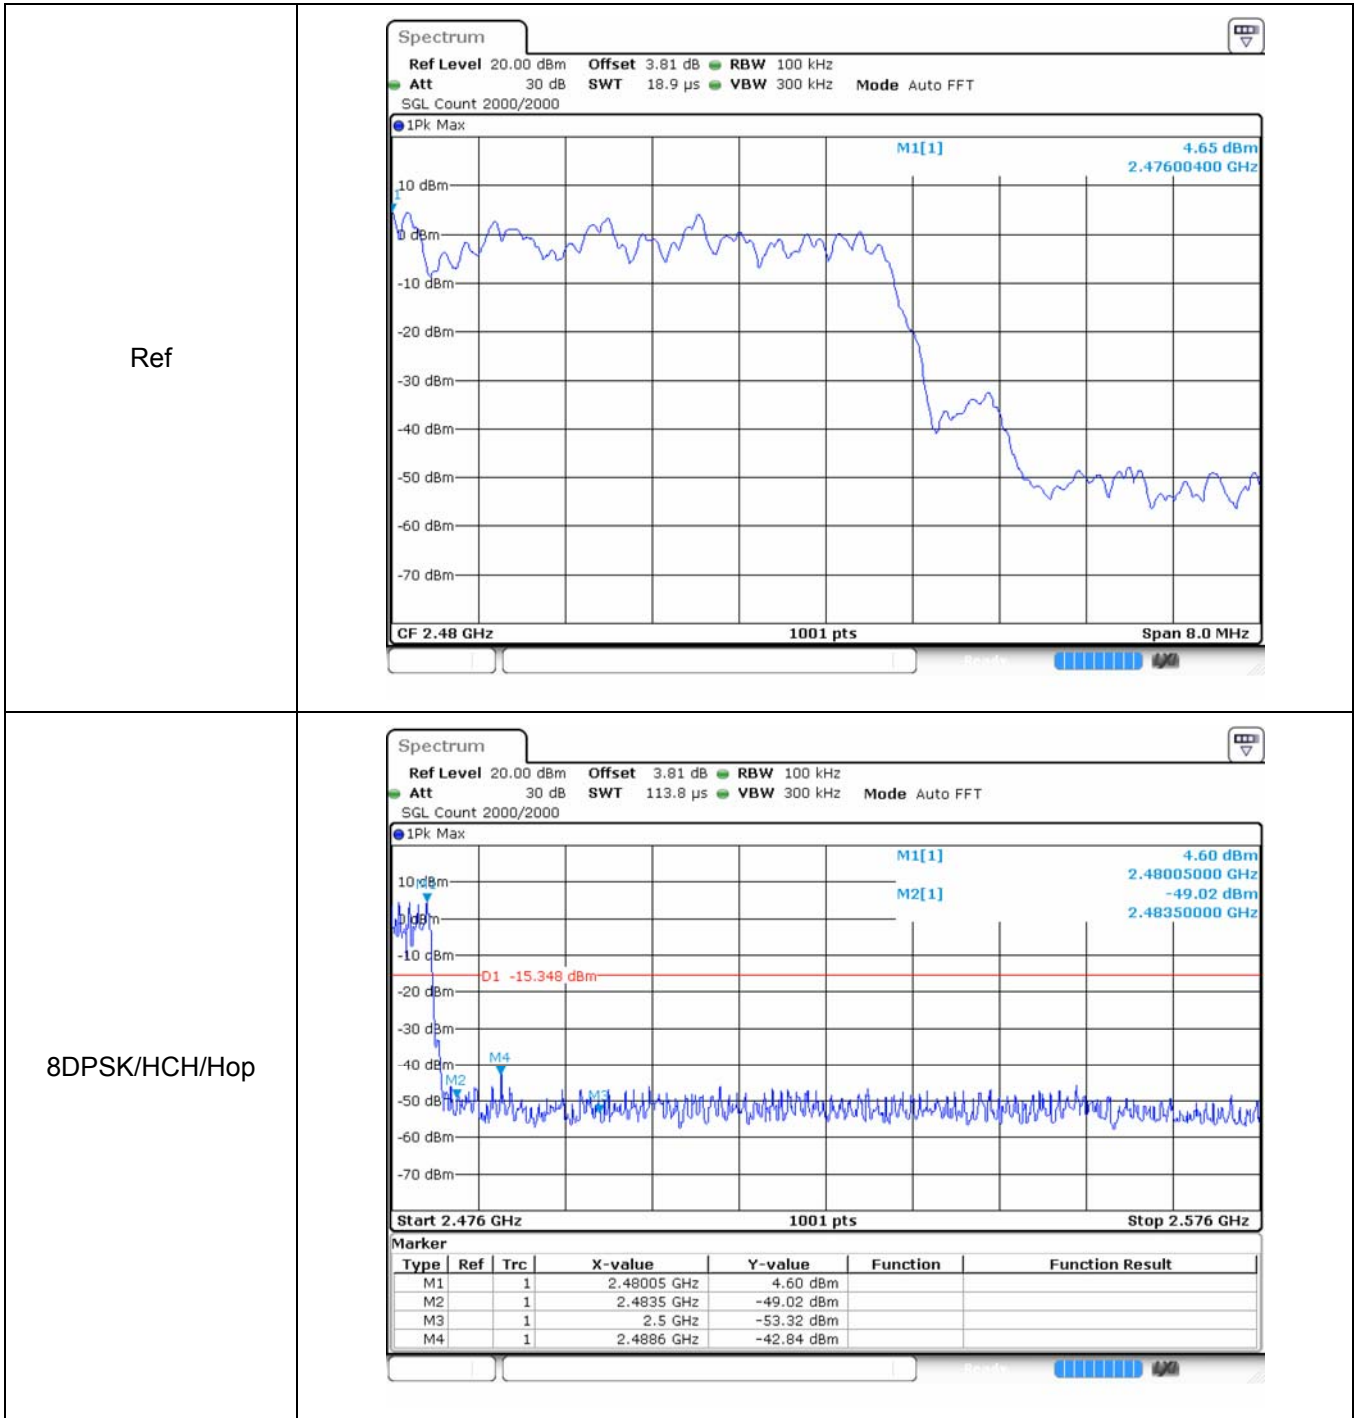 Ref
Spectrum
Ref Level 20.00 dBm Offset 3.81 dB RBW 100 kHz
Att 30 dB SWT 18.9 µs VBW 300 kHz Mode Auto FFT
SGL Count 2000/2000
1Pk Max
M1[1] 4.65 dBm
2.47600400 GHz
10 dBm
1
0 dBm
-10 dBm
-20 dBm
-30 dBm
-40 dBm
-50 dBm
-60 dBm
-70 dBm
CF 2.48 GHz 1001 pts Span 8.0 MHz
Ready
8DPSK/HCH/Hop
Spectrum
Ref Level 20.00 dBm Offset 3.81 dB RBW 100 kHz
Att 30 dB SWT 113.8 µs VBW 300 kHz Mode Auto FFT
SGL Count 2000/2000
1Pk Max
M1[1] 4.60 dBm
2.48005000 GHz
M2[1] -49.02 dBm
2.48350000 GHz
10 dBm
M1
0 dBm
-10 dBm
D1 -15.348 dBm
-20 dBm
-30 dBm
-40 dBm
M4
M2
M3
-50 dBm
-60 dBm
-70 dBm
Start 2.476 GHz 1001 pts Stop 2.576 GHz
Marker
Type Ref Trc X-value Y-value Function Function Result
M1 1 2.48005 GHz 4.60 dBm
M2 1 2.4835 GHz -49.02 dBm
M3 1 2.5 GHz -53.32 dBm
M4 1 2.4886 GHz -42.84 dBm
Ready